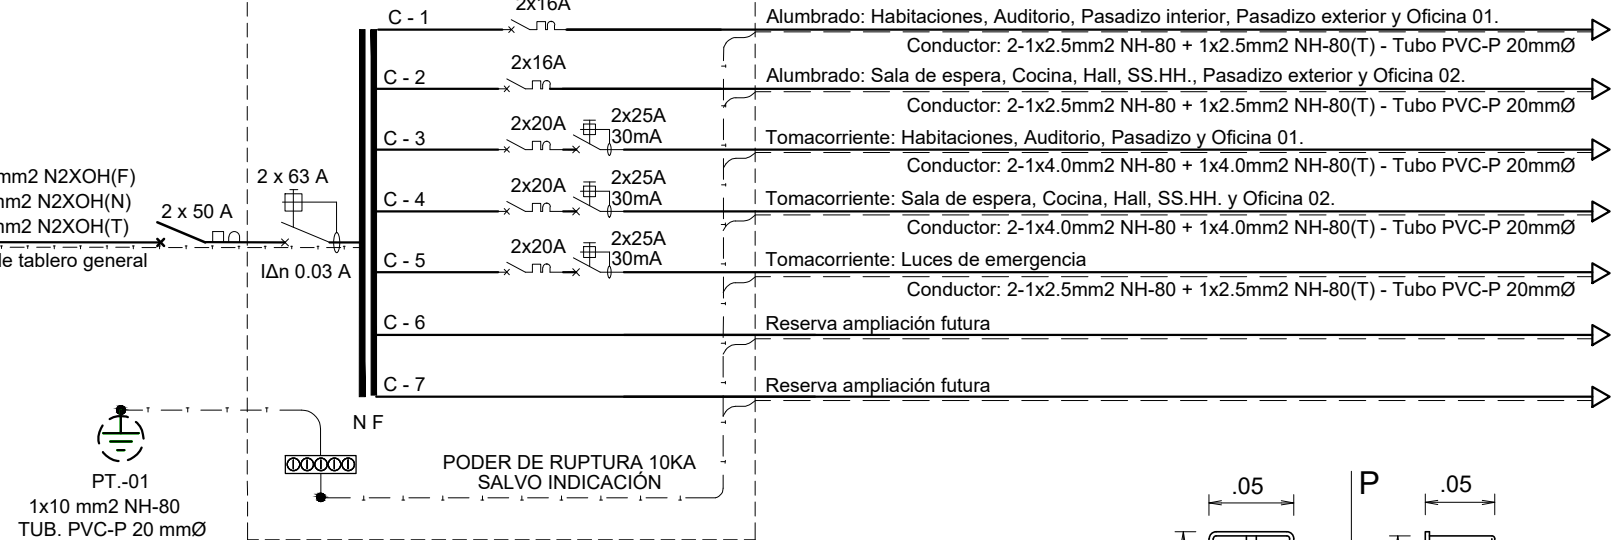 2x16A
C - 1
Alumbrado: Habitaciones, Auditorio, Pasadizo interior, Pasadizo exterior y Oficina 01.
Conductor: 2-1x2.5mm2 NH-80 + 1x2.5mm2 NH-80(T) - Tubo PVC-P 20mmØ
C - 2
2x16A
Alumbrado: Sala de espera, Cocina, Hall, SS.HH., Pasadizo exterior y Oficina 02.
Conductor: 2-1x2.5mm2 NH-80 + 1x2.5mm2 NH-80(T) - Tubo PVC-P 20mmØ
C - 3
2x20A
2x25A
30mA
Tomacorriente: Habitaciones, Auditorio, Pasadizo y Oficina 01.
Conductor: 2-1x4.0mm2 NH-80 + 1x4.0mm2 NH-80(T) - Tubo PVC-P 20mmØ
C - 4
2x20A
2x25A
30mA
Tomacorriente: Sala de espera, Cocina, Hall, SS.HH. y Oficina 02.
Conductor: 2-1x4.0mm2 NH-80 + 1x4.0mm2 NH-80(T) - Tubo PVC-P 20mmØ
C - 5
2x20A
2x25A
30mA
Tomacorriente: Luces de emergencia
Conductor: 2-1x2.5mm2 NH-80 + 1x2.5mm2 NH-80(T) - Tubo PVC-P 20mmØ
C - 6
Reserva ampliación futura
C - 7
Reserva ampliación futura
mm2 N2XOH(F)
mm2 N2XOH(N)
mm2 N2XOH(T)
tablero general
2 x 50 A
2 x 63 A
IΔn 0.03 A
N F
PT.-01
1x10 mm2 NH-80
TUB. PVC-P 20 mmØ
PODER DE RUPTURA 10KA
SALVO INDICACIÓN
.05
P
.05